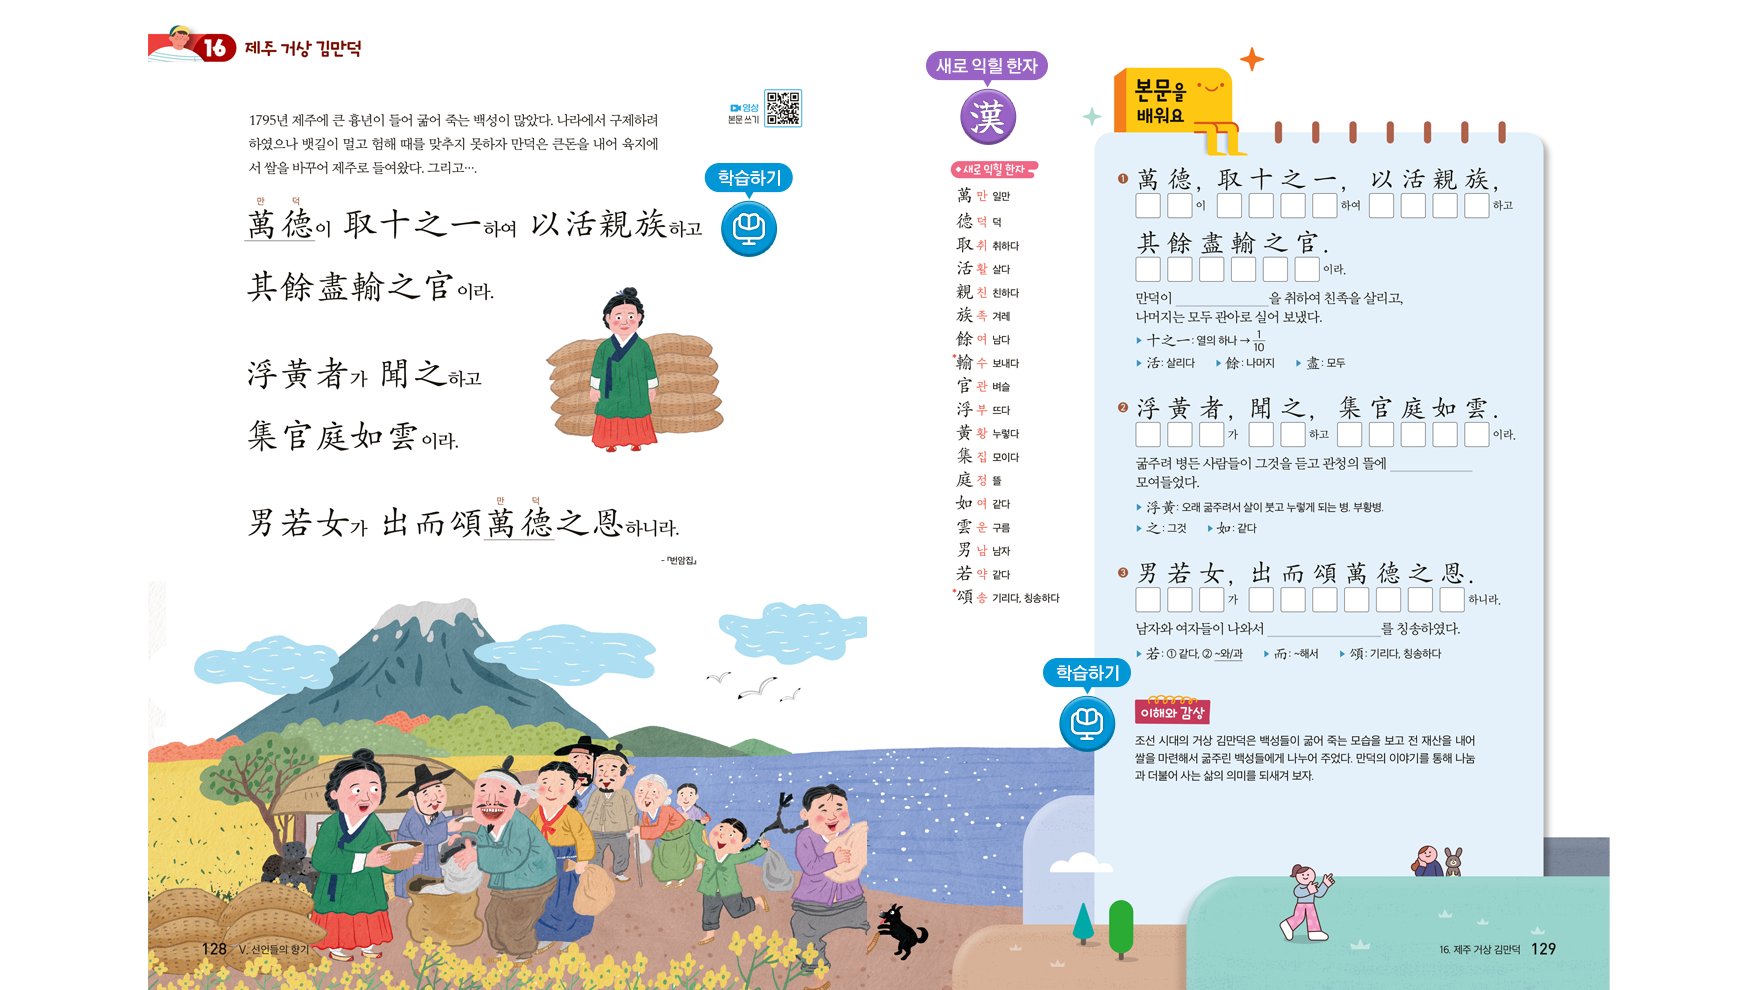 16 제주 거상 김만덕
1795년 제주에 큰 흉년이 들어 굶어 죽는 백성이 많았다. 나라에서 구제하려
하였으나 뱃길이 멀고 험해 때를 맞추지 못하자 만덕은 큰돈을 내어 육지에
서 쌀을 바꾸어 제주로 들여왔다. 그리고….
영상
본문 쓰기
학습하기
만 덕
萬德이 取十之一하여 以活親族하고
其餘盡輸之官이라.
浮黃者가 聞之하고
集官庭如雲이라.
만 덕
男若女가 出而頌萬德之恩하니라.
- 『번암집』
128 V. 선인들의 향기
새로 익힐 한자
漢
새로 익힐 한자
萬 만 일만
德 덕 덕
取 취 취하다
活 활 살다
親 친 친하다
族 족 겨레
餘 여 남다
*輸 수 보내다
官 관 벼슬
浮 부 뜨다
黃 황 누렇다
集 집 모이다
庭 정 뜰
如 여 같다
雲 운 구름
男 남 남자
若 약 같다
*頌 송 기리다, 칭송하다
본문을
배워요
❶ 萬德, 取十之一, 以活親族,
이 하여 하고
其餘盡輸之官.
이라.
만덕이 을 취하여 친족을 살리고,
나머지는 모두 관아로 실어 보냈다.
▶ 十之一: 열의 하나 → 1/10
▶ 活: 살리다 ▶ 餘: 나머지 ▶ 盡: 모두
❷ 浮黃者, 聞之, 集官庭如雲.
가 하고 이라.
굶주려 병든 사람들이 그것을 듣고 관청의 뜰에
모여들었다.
▶ 浮黃: 오래 굶주려서 살이 붓고 누렇게 되는 병. 부황병.
▶ 之: 그것 ▶ 如: 같다
❸ 男若女, 出而頌萬德之恩.
가 하니라.
남자와 여자들이 나와서 를 칭송하였다.
▶ 若: ① 같다, ② ~와/과 ▶ 而: ~해서 ▶ 頌: 기리다, 칭송하다
학습하기
이해와 감상
조선 시대의 거상 김만덕은 백성들이 굶어 죽는 모습을 보고 전 재산을 내어
쌀을 마련해서 굶주린 백성들에게 나누어 주었다. 만덕의 이야기를 통해 나눔
과 더불어 사는 삶의 의미를 되새겨 보자.
16. 제주 거상 김만덕 129